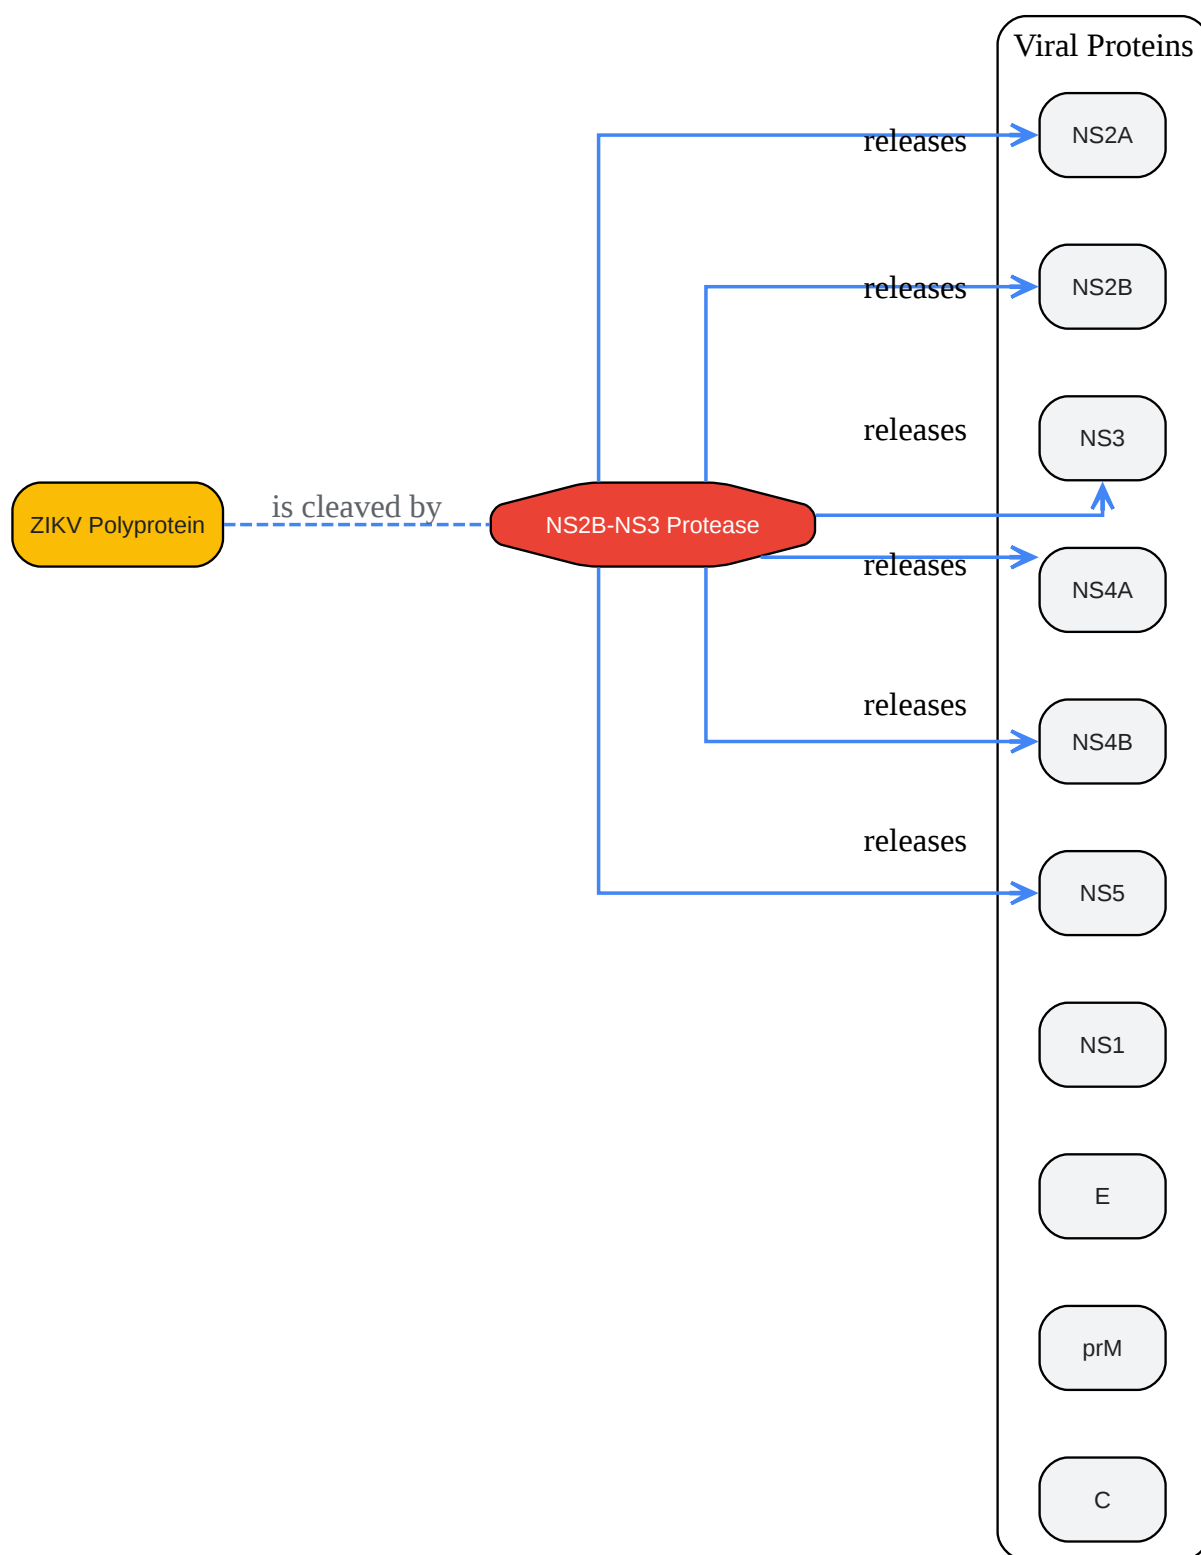 Viral Proteins
releases
NS2A
releases
NS2B
releases
NS3
ZIKV Polyprotein
is cleaved by
NS2B-NS3 Protease
releases
NS4A
releases
NS4B
releases
NS5
NS1
E
prM
C